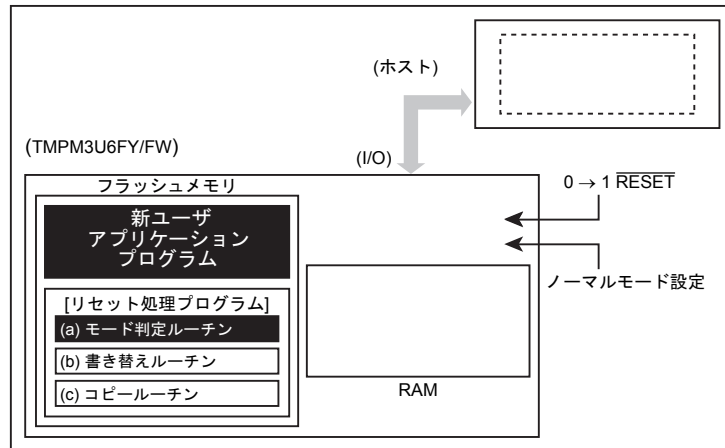 (ホスト)
(TMPM3U6FY/FW)
(I/O)
フラッシュメモリ
0 → 1 RESET
新ユーザ
アプリケーション
プログラム
ノーマルモード設定
[リセット処理プログラム]
(a) モード判定ルーチン
(b) 書き替えルーチン
(c) コピールーチン
RAM